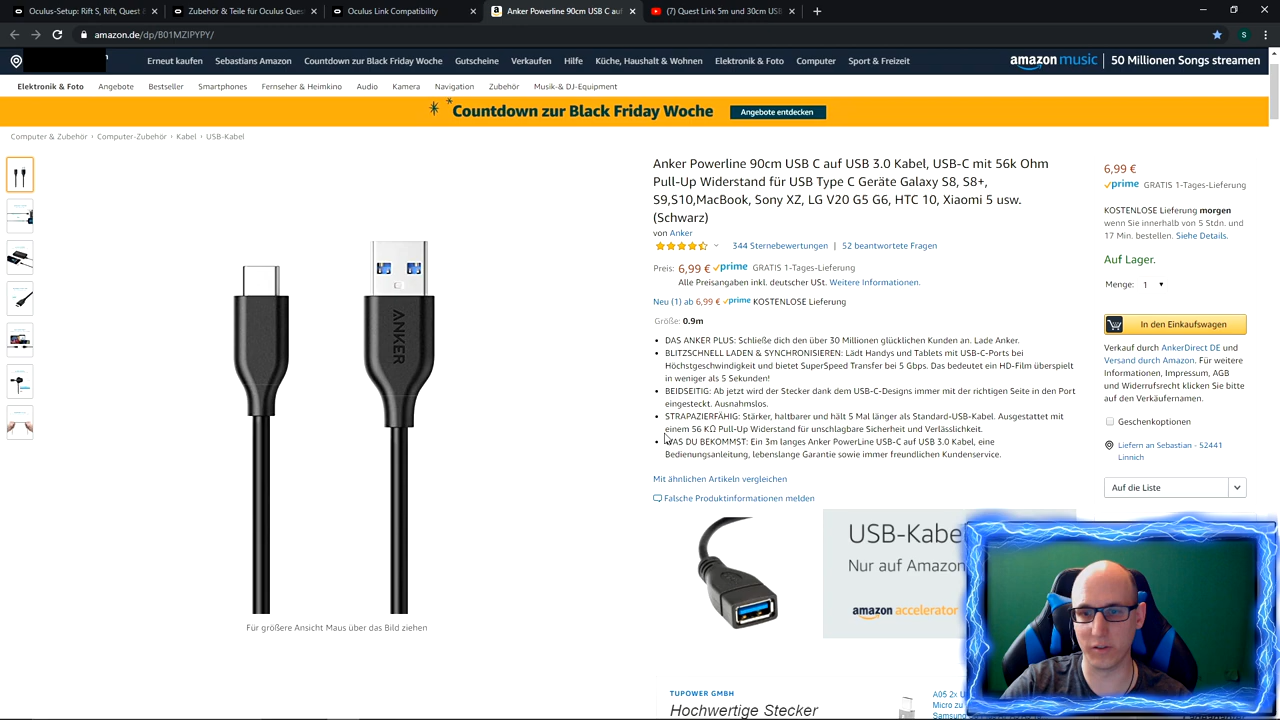 Oculus-Setup: Rift S, Rift, Quest
Zubehör & Teile für Oculus Ques
Oculus Link Compatibility
Anker Powerline 90cm USB C auf
(7) Quest Link 5m und 30cm USB
amazon.de/dp/B01MZIPYPY/
S
Erneut kaufen Sebastians Amazon Countdown zur Black Friday Woche Gutscheine Verkaufen Hilfe Küche, Haushalt & Wohnen Elektronik & Foto Computer Sport & Freizeit
amazon music | 50 Millionen Songs streamen
Elektronik & Foto Angebote Bestseller Smartphones Fernseher & Heimkino Audio Kamera Navigation Zubehör Musik-& DJ-Equipment
Countdown zur Black Friday Woche
Angebote entdecken
Computer & Zubehör › Computer-Zubehör › Kabel › USB-Kabel
ANKER
Für größere Ansicht Maus über das Bild ziehen
Anker Powerline 90cm USB C auf USB 3.0 Kabel, USB-C mit 56k Ohm
Pull-Up Widerstand für USB Type C Geräte Galaxy S8, S8+,
S9,S10,MacBook, Sony XZ, LG V20 G5 G6, HTC 10, Xiaomi 5 usw.
(Schwarz)
von Anker
344 Sternebewertungen | 52 beantwortete Fragen
Preis: 6,99 € prime GRATIS 1-Tages-Lieferung
Alle Preisangaben inkl. deutscher USt. Weitere Informationen.
Neu (1) ab 6,99 € prime KOSTENLOSE Lieferung
Größe: 0.9m
• DAS ANKER PLUS: Schließe dich den über 30 Millionen glücklichen Kunden an. Lade Anker.
• BLITZSCHNELL LADEN & SYNCHRONISIEREN: Lädt Handys und Tablets mit USB-C-Ports bei
Höchstgeschwindigkeit und bietet SuperSpeed Transfer bei 5 Gbps. Das bedeutet ein HD-Film überspielt
in weniger als 5 Sekunden!
• BEIDSEITIG: Ab jetzt wird der Stecker dank dem USB-C-Designs immer mit der richtigen Seite in den Port
eingesteckt. Ausnahmslos.
• STRAPAZIERFÄHIG: Stärker, haltbarer und hält 5 Mal länger als Standard-USB-Kabel. Ausgestattet mit
einem 56 KΩ Pull-Up Widerstand für unschlagbare Sicherheit und Verlässlichkeit.
• WAS DU BEKOMMST: Ein 3m langes Anker PowerLine USB-C auf USB 3.0 Kabel, eine
Bedienungsanleitung, lebenslange Garantie sowie immer freundlichen Kundenservice.
Mit ähnlichen Artikeln vergleichen
Falsche Produktinformationen melden
USB-Kabe
Nur auf Amazon
amazon accelerator
TUPOWER GMBH
Hochwertige Stecker
A05 2x U
Micro zu
Samsung
6,99 €
prime GRATIS 1-Tages-Lieferung
KOSTENLOSE Lieferung morgen
wenn Sie innerhalb von 5 Stdn. und
17 Min. bestellen. Siehe Details.
Auf Lager.
Menge: 1
In den Einkaufswagen
Verkauf durch AnkerDirect DE und
Versand durch Amazon. Für weitere
Informationen, Impressum, AGB
und Widerrufsrecht klicken Sie bitte
auf den Verkäufernamen.
Geschenkoptionen
Liefern an Sebastian - 52441
Linnich
Auf die Liste